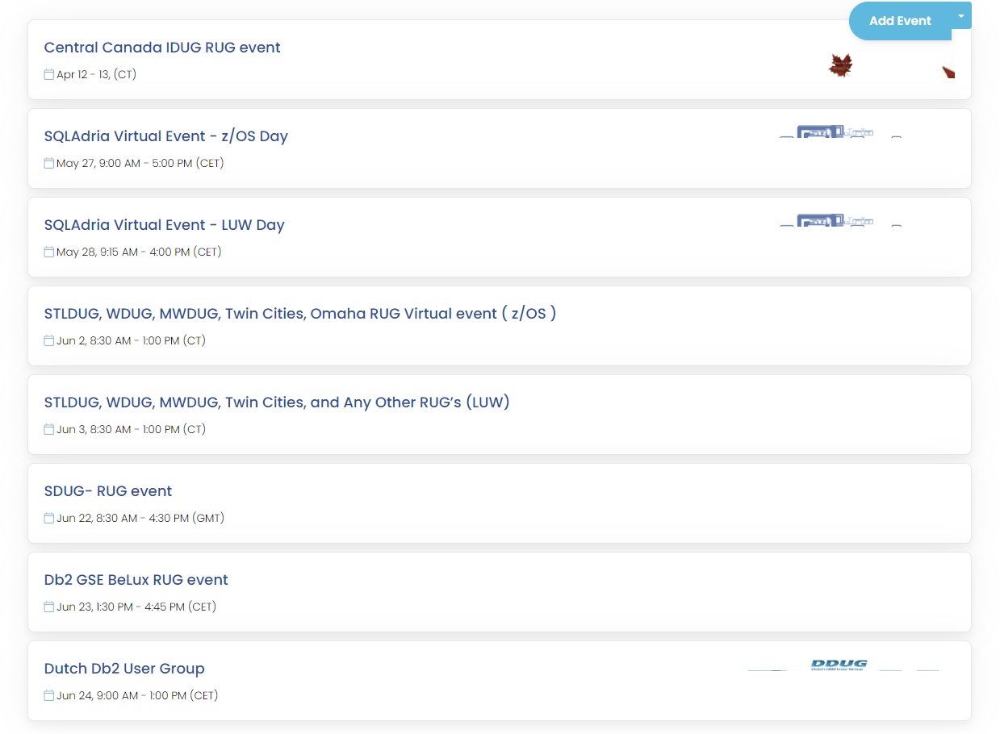 Add Event
Central Canada IDUG RUG event
Apr 12 - 13, (CT)
SQLAdria Virtual Event - z/OS Day
May 27, 9:00 AM - 5:00 PM (CET)
SQLAdria Virtual Event - LUW Day
May 28, 9:15 AM - 4:00 PM (CET)
STLDUG, WDUG, MWDUG, Twin Cities, Omaha RUG Virtual event ( z/OS )
Jun 2, 8:30 AM - 1:00 PM (CT)
STLDUG, WDUG, MWDUG, Twin Cities, and Any Other RUG’s (LUW)
Jun 3, 8:30 AM - 1:00 PM (CT)
SDUG- RUG event
Jun 22, 8:30 AM - 4:30 PM (GMT)
Db2 GSE BeLux RUG event
Jun 23, 1:30 PM - 4:45 PM (CET)
Dutch Db2 User Group
DDUG
Dutch DB2 User Group
Jun 24, 9:00 AM - 1:00 PM (CET)